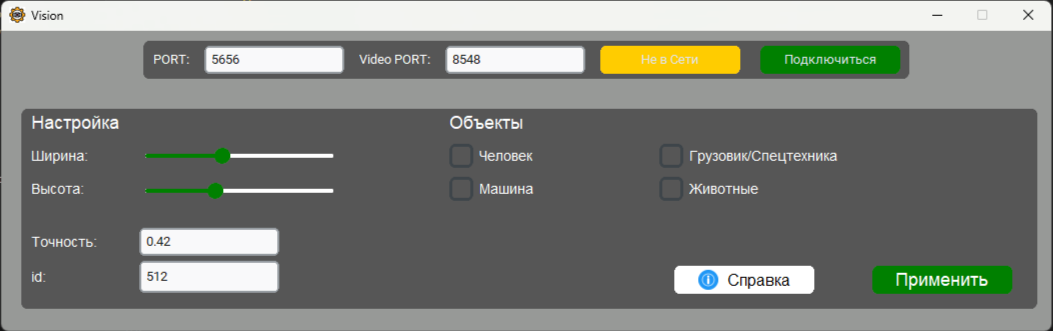 Vision
PORT: 5656 Video PORT: 8548 Не в Сети Подключиться
Настройка Объекты
Ширина: Человек Грузовик/Спецтехника
Высота: Машина Животные
Точность: 0.42
id: 512 Справка Применить